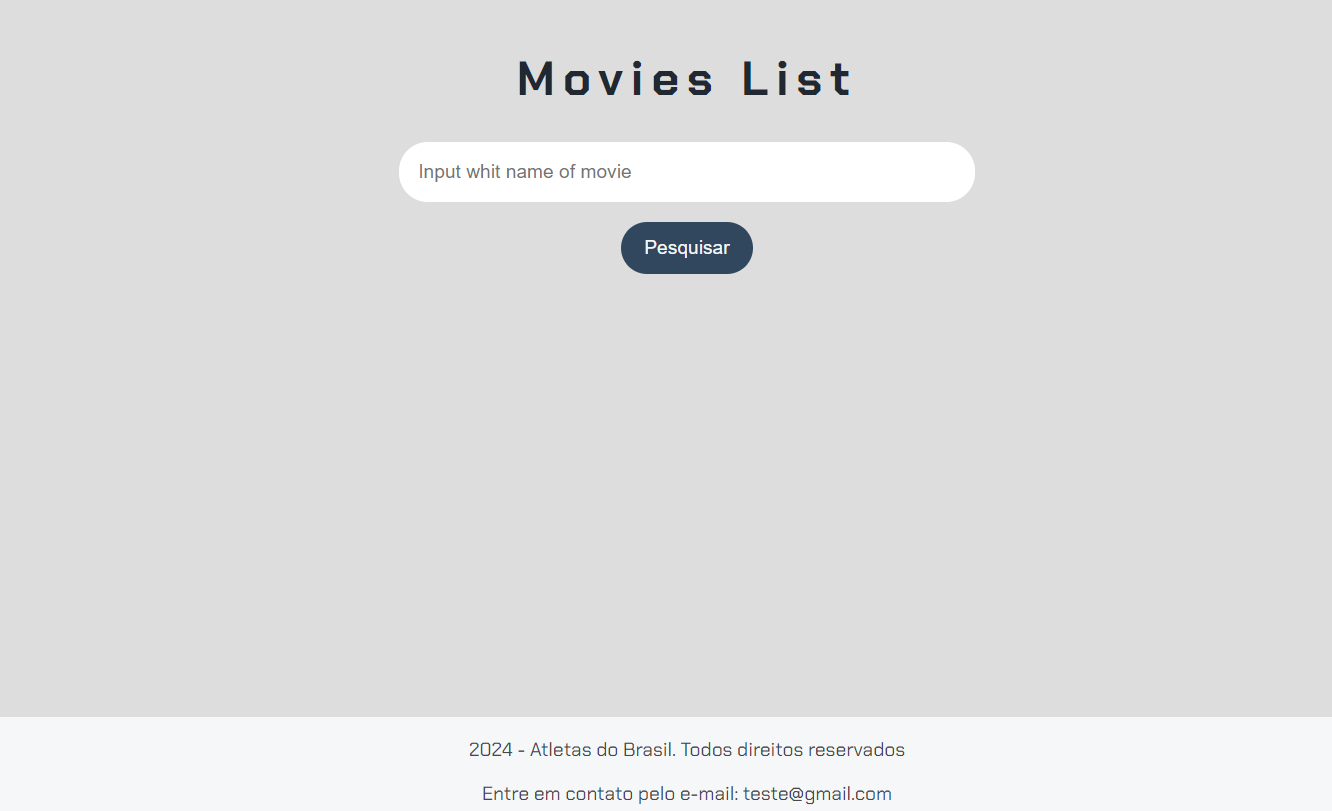 Movies List
Input whit name of movie
Pesquisar
2024 - Atletas do Brasil. Todos direitos reservados
Entre em contato pelo e-mail: teste@gmail.com